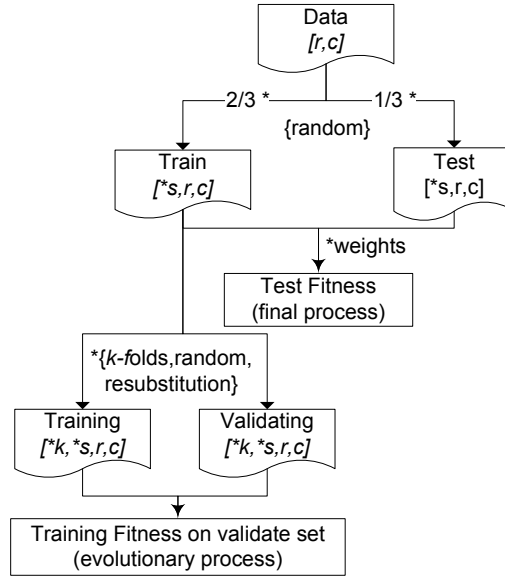 Data
[r,c]
2/3 *
1/3 *
{random}
Train
[*s,r,c]
Test
[*s,r,c]
*weights
Test Fitness
(final process)
*{k-folds,random,
resubstitution}
Training
[*k,*s,r,c]
Validating
[*k,*s,r,c]
Training Fitness on validate set
(evolutionary process)